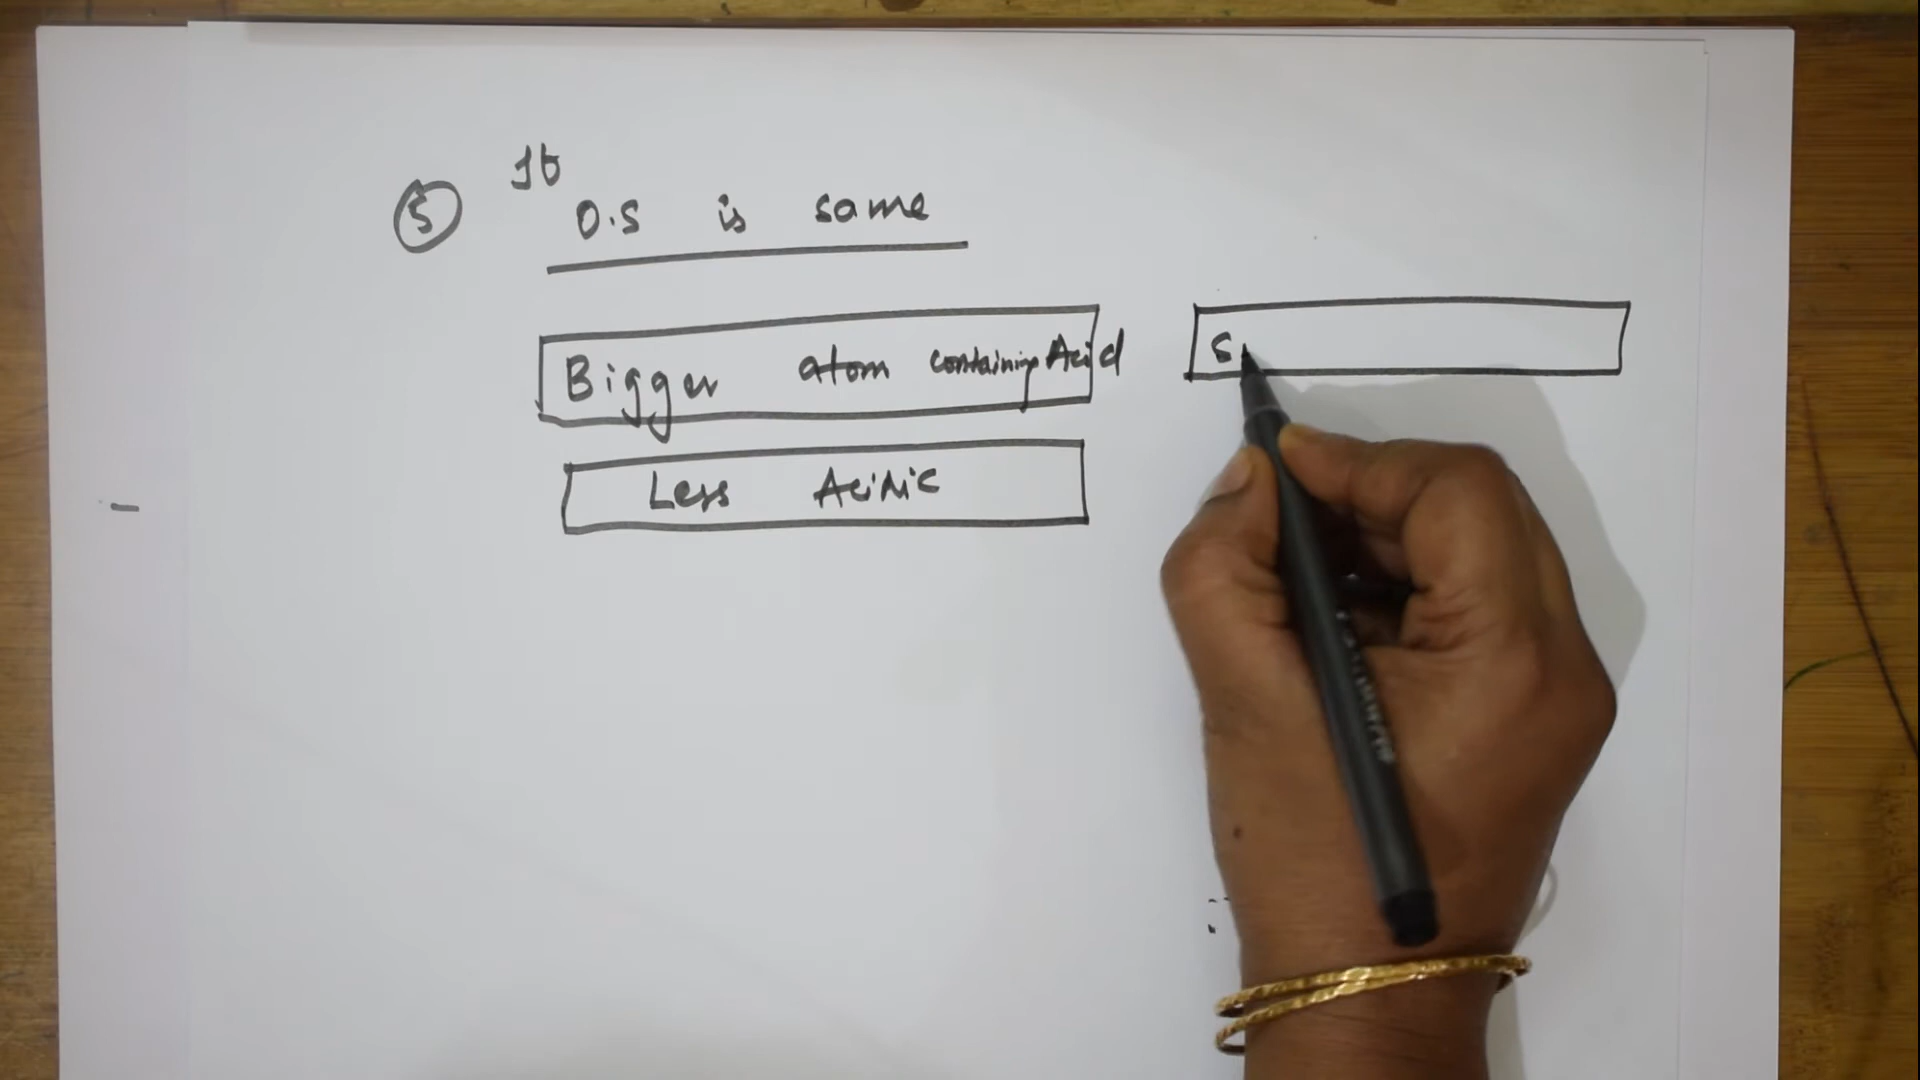 5 If
O.S is same
Bigger atom containing Acid
S
Less Acidic